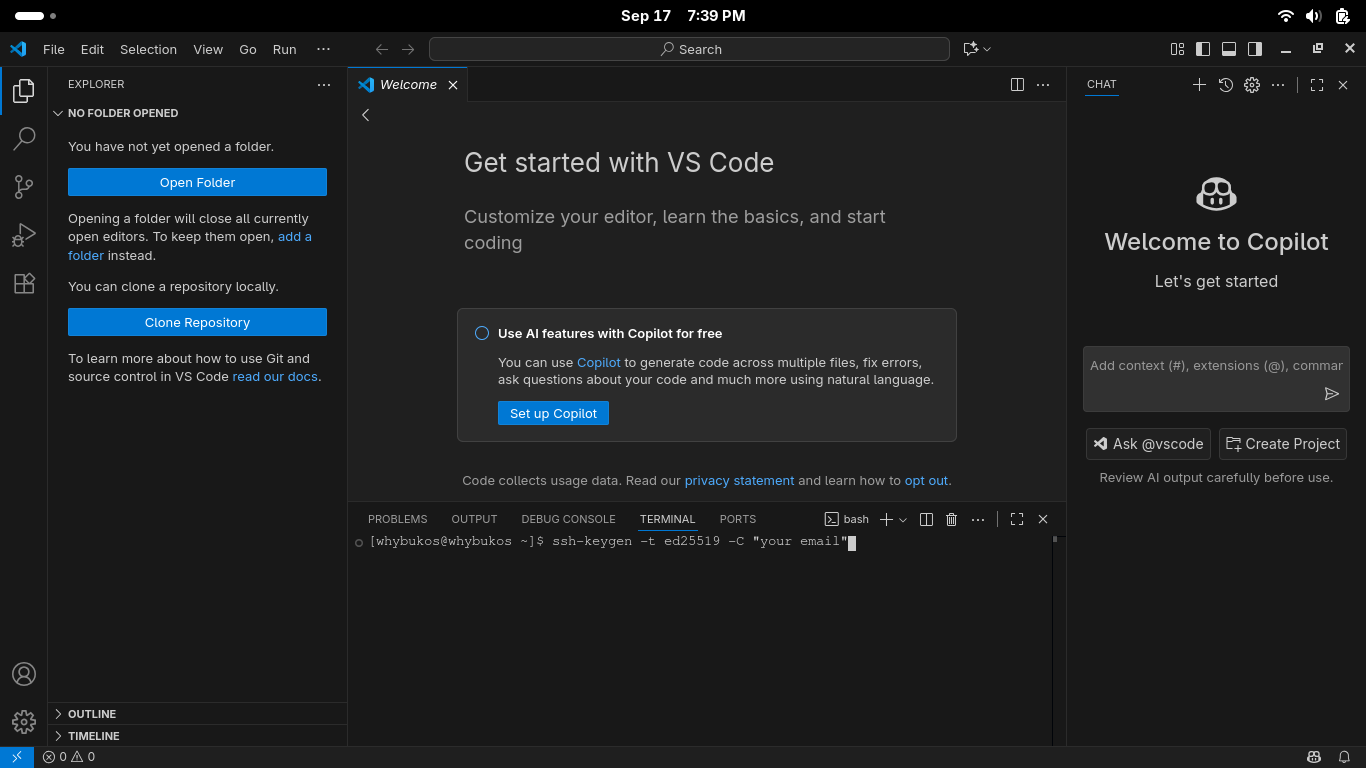 Sep 17 7:39 PM
File Edit Selection View Go Run ···
Search
EXPLORER ···
NO FOLDER OPENED
You have not yet opened a folder.
Open Folder
Opening a folder will close all currently
open editors. To keep them open, add a
folder instead.
You can clone a repository locally.
Clone Repository
To learn more about how to use Git and
source control in VS Code read our docs.
OUTLINE
TIMELINE
Welcome
Get started with VS Code
Customize your editor, learn the basics, and start
coding
Use AI features with Copilot for free
You can use Copilot to generate code across multiple files, fix errors,
ask questions about your code and much more using natural language.
Set up Copilot
Code collects usage data. Read our privacy statement and learn how to opt out.
PROBLEMS OUTPUT DEBUG CONSOLE TERMINAL PORTS bash
[whybukos@whybukos ~]$ ssh-keygen -t ed25519 -C "your email"
CHAT
Welcome to Copilot
Let's get started
Add context (#), extensions (@), commar
Ask @vscode Create Project
Review AI output carefully before use.
0 0